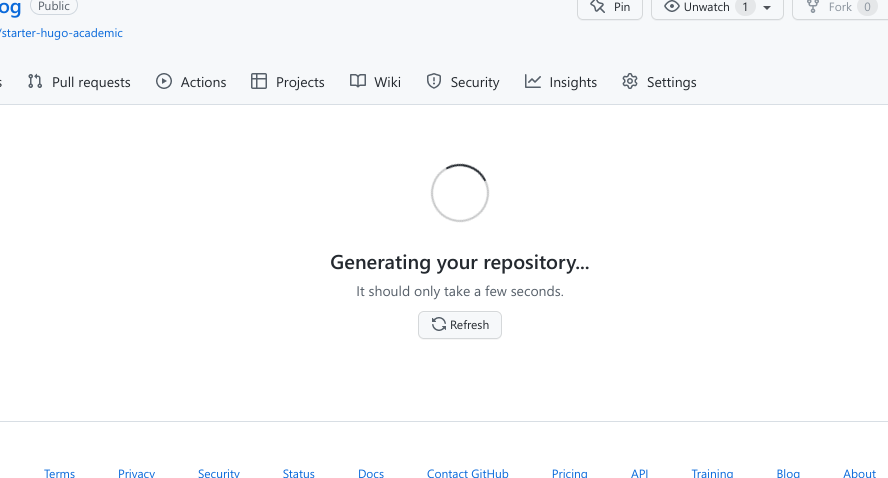 og Public Pin Unwatch 1 Fork 0
/starter-hugo-academic
s Pull requests Actions Projects Wiki Security Insights Settings
Generating your repository...
It should only take a few seconds.
Refresh
Terms Privacy Security Status Docs Contact GitHub Pricing API Training Blog About